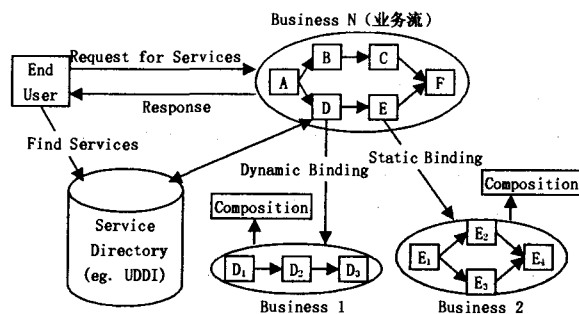 Business N(业务流)
Request for Services
End
User
Response
A
B
C
D
E
F
Find Services
Dynamic Binding
Static Binding
Service
Directory
(eg. UDDI)
Composition
Composition
D₁
D₂
D₃
Business 1
E₁
E₂
E₃
E₄
Business 2